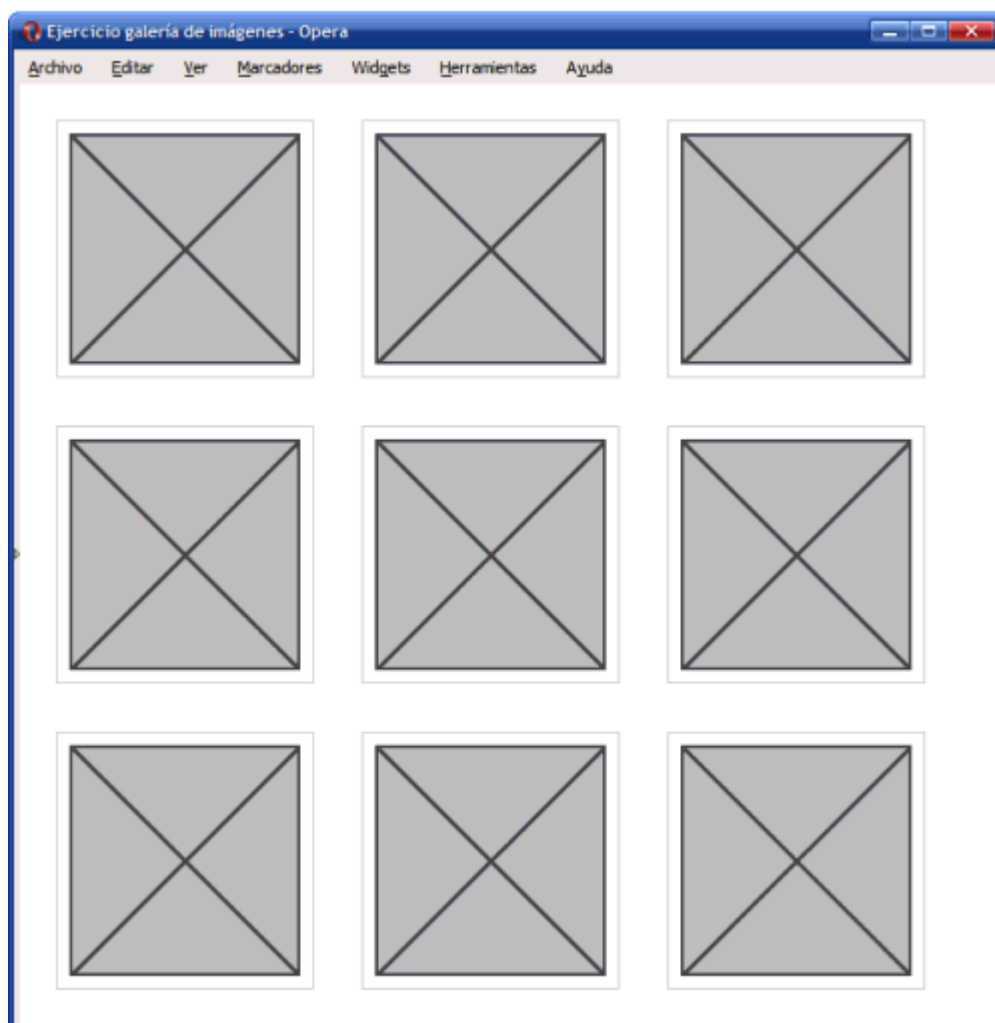 Ejercicio galería de imágenes - Opera
Archivo Editar Ver Marcadores Widgets Herramientas Ayuda